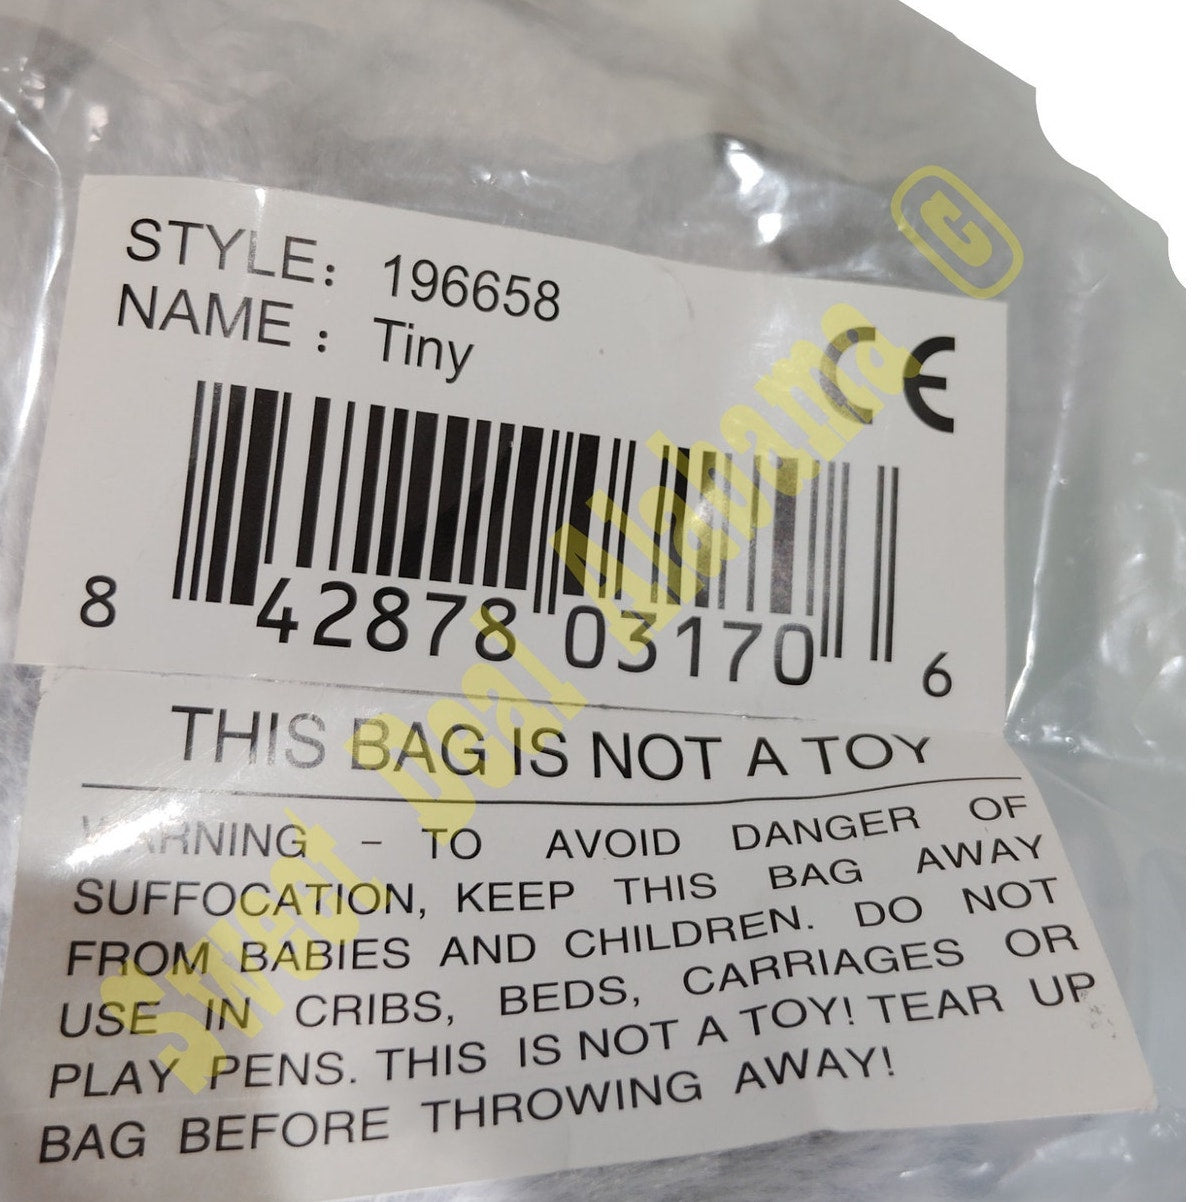 STYLE: 196658
NAME : Tiny
CE
8 42878 03170 6
THIS BAG IS NOT A TOY
WARNING - TO AVOID DANGER OF
SUFFOCATION, KEEP THIS BAG AWAY
FROM BABIES AND CHILDREN. DO NOT
USE IN CRIBS, BEDS, CARRIAGES OR
PLAY PENS. THIS IS NOT A TOY! TEAR UP
BAG BEFORE THROWING AWAY!
Sweet Deal Alabama ©